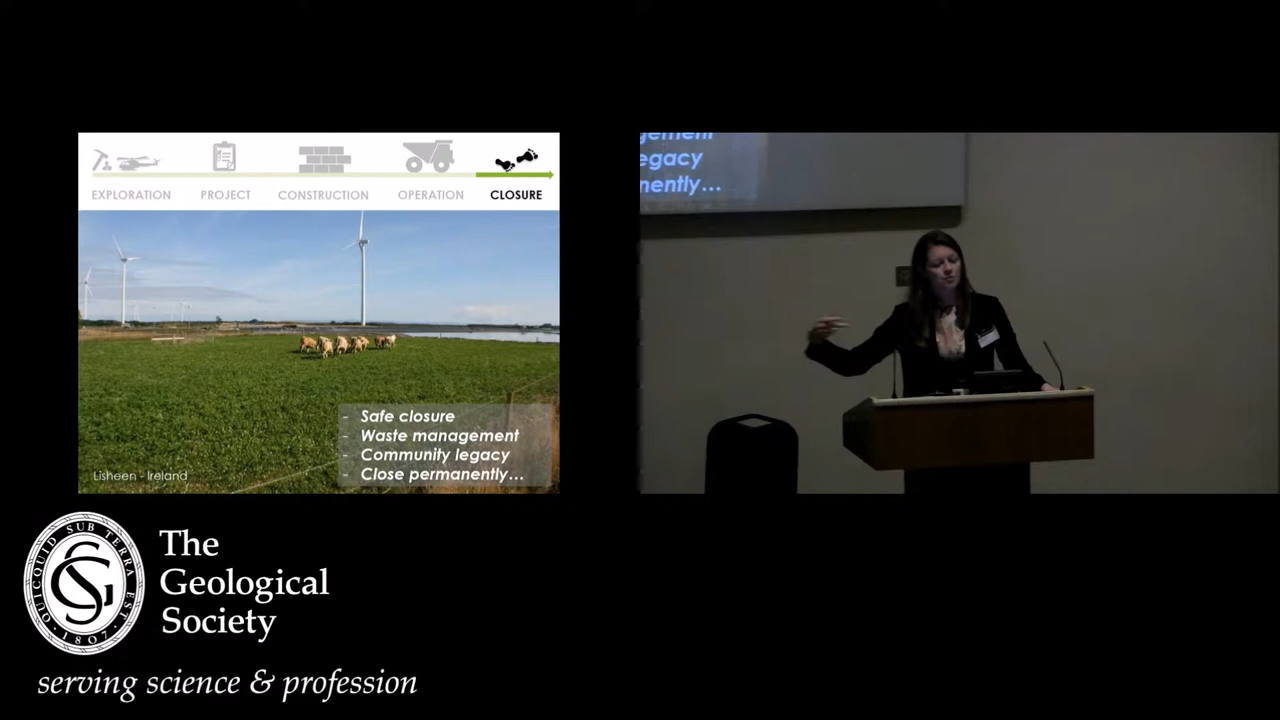 EXPLORATION PROJECT CONSTRUCTION OPERATION CLOSURE
- Safe closure
- Waste management
- Community legacy
- Close permanently…
Lisheen - Ireland
gement
egacy
nently…
QUICQUID SUB TERRA EST
· 1807 ·
The
Geological
Society
serving science & profession